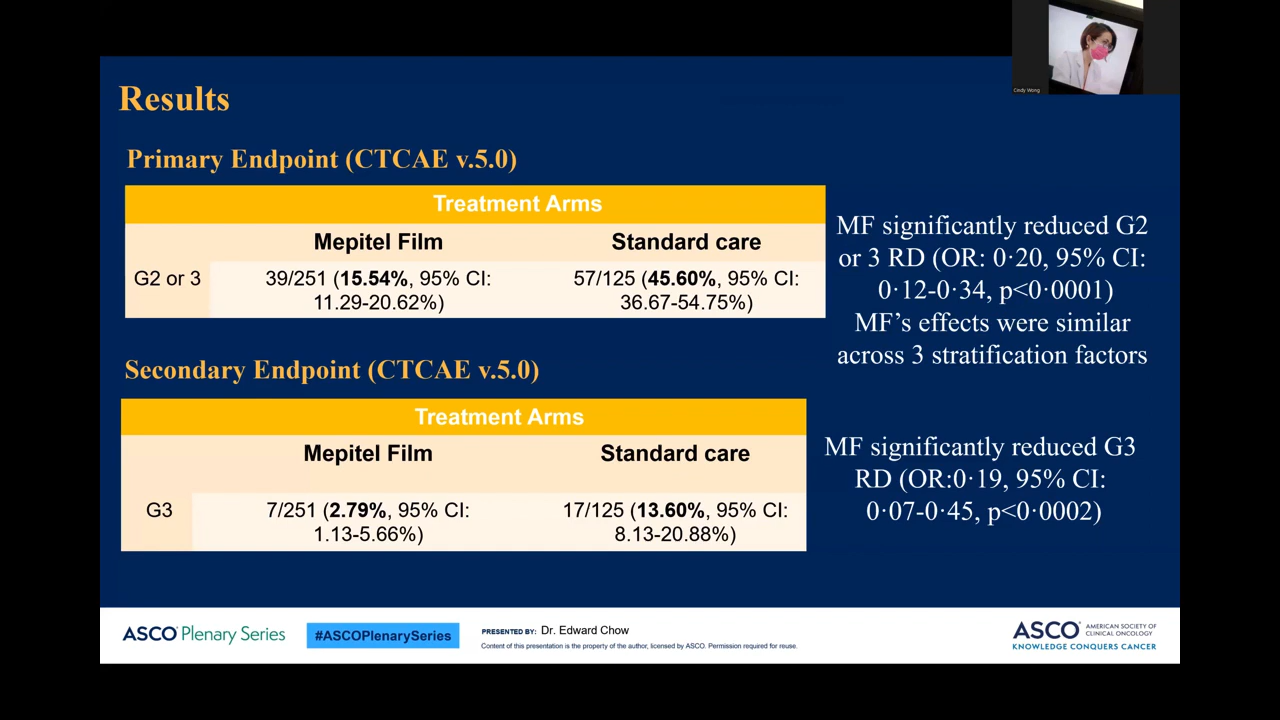 Cindy Wong
Results
Primary Endpoint (CTCAE v.5.0)
Treatment Arms
Mepitel Film
Standard care
G2 or 3
39/251 (15.54%, 95% CI:
11.29-20.62%)
57/125 (45.60%, 95% CI:
36.67-54.75%)
MF significantly reduced G2
or 3 RD (OR: 0·20, 95% CI:
0·12-0·34, p<0·0001)
MF's effects were similar
across 3 stratification factors
Secondary Endpoint (CTCAE v.5.0)
Treatment Arms
Mepitel Film
Standard care
G3
7/251 (2.79%, 95% CI:
1.13-5.66%)
17/125 (13.60%, 95% CI:
8.13-20.88%)
MF significantly reduced G3
RD (OR:0·19, 95% CI:
0·07-0·45, p<0·0002)
ASCO® Plenary Series
#ASCOPlenarySeries
PRESENTED BY: Dr. Edward Chow
Content of this presentation is the property of the author, licensed by ASCO. Permission required for reuse.
ASCO® AMERICAN SOCIETY OF
CLINICAL ONCOLOGY
KNOWLEDGE CONQUERS CANCER